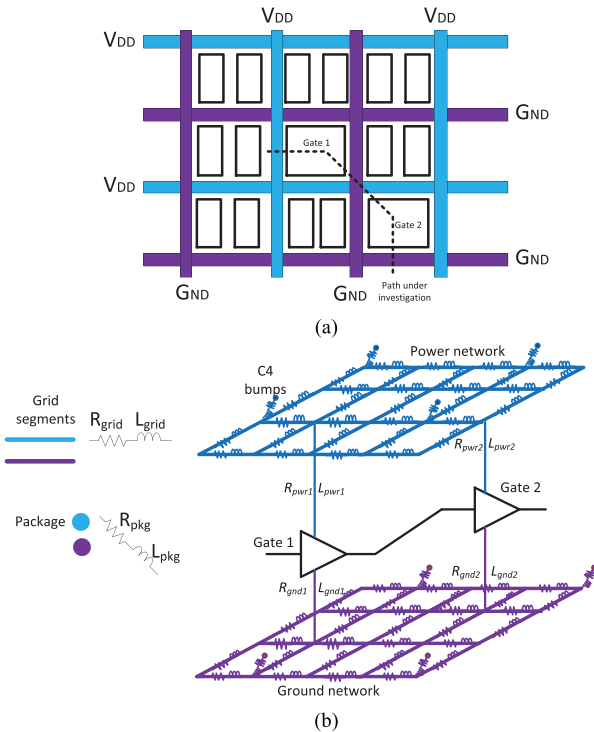 VDD VDD
VDD
GND
Gate 1
VDD
Gate 2
GND
GND GND
Path under
investigation
(a)
Power network
C4
bumps
Grid
segments
Rgrid Lgrid
Rpwr2 Lpwr2
Rpwr1 Lpwr1
Package
Rpkg
Lpkg
Gate 2
Gate 1
Rgnd1 Lgnd1
Rgnd2 Lgnd2
Ground network
(b)